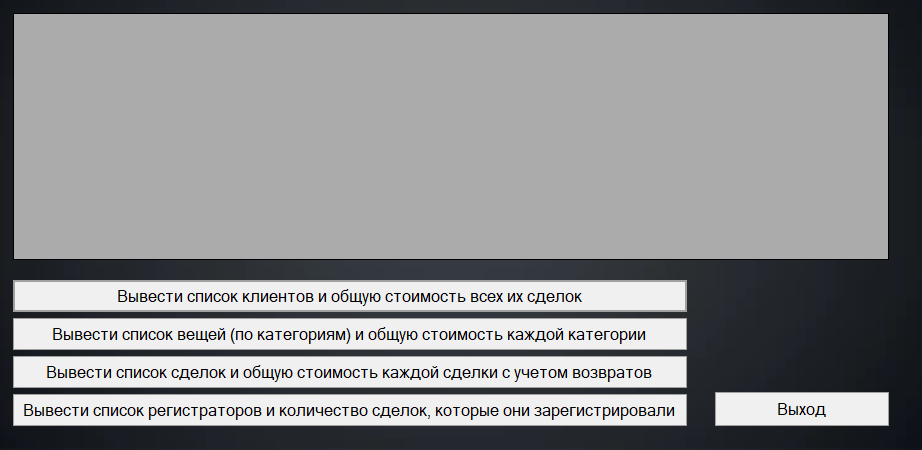 Вывести список клиентов и общую стоимость всех их сделок
Вывести список вещей (по категориям) и общую стоимость каждой категории
Вывести список сделок и общую стоимость каждой сделки с учетом возвратов
Вывести список регистраторов и количество сделок, которые они зарегистрировали
Выход